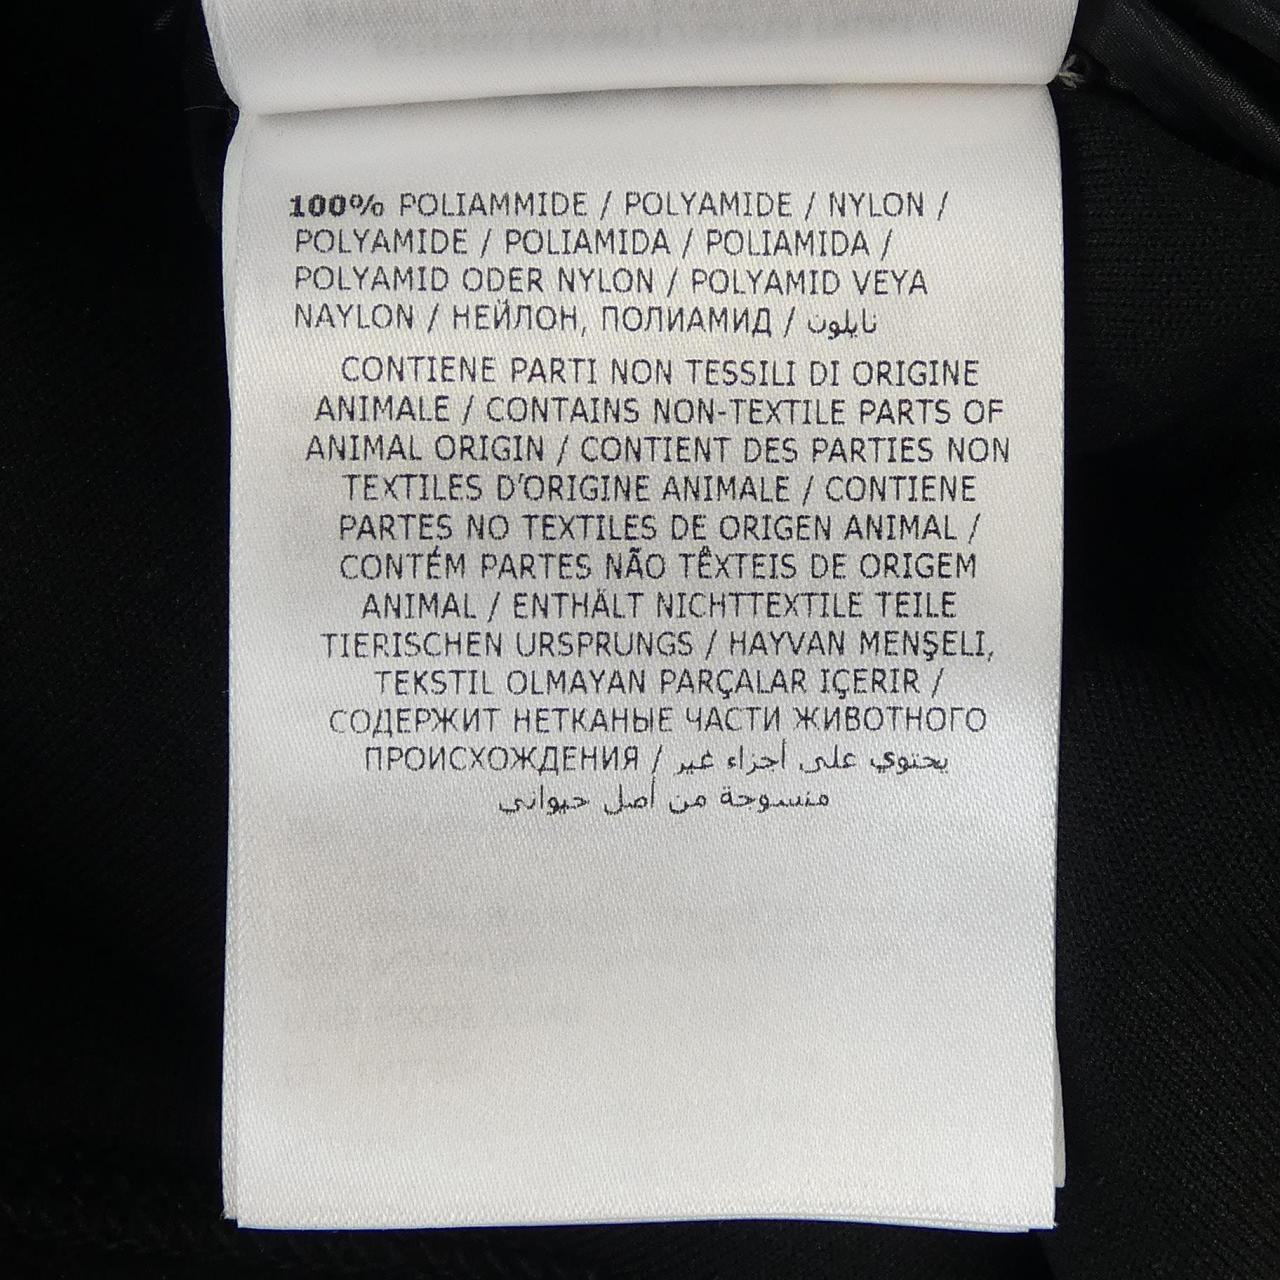 100% POLIAMMIDE / POLYAMIDE / NYLON /
POLYAMIDE / POLIAMIDA / POLIAMIDA /
POLYAMID ODER NYLON / POLYAMID VEYA
NAYLON / НЕЙЛОН, ПОЛИАМИД / نايلون
CONTIENE PARTI NON TESSILI DI ORIGINE
ANIMALE / CONTAINS NON-TEXTILE PARTS OF
ANIMAL ORIGIN / CONTIENT DES PARTIES NON
TEXTILES D'ORIGINE ANIMALE / CONTIENE
PARTES NO TEXTILES DE ORIGEN ANIMAL /
CONTÉM PARTES NÃO TÊXTEIS DE ORIGEM
ANIMAL / ENTHÄLT NICHTTEXTILE TEILE
TIERISCHEN URSPRUNGS / HAYVAN MENŞELİ,
TEKSTIL OLMAYAN PARÇALAR IÇERIR /
СОДЕРЖИТ НЕТКАНЫЕ ЧАСТИ ЖИВОТНОГО
ПРОИСХОЖДЕНИЯ / يحتوي على أجزاء غير
منسوجة من أصل حيواني